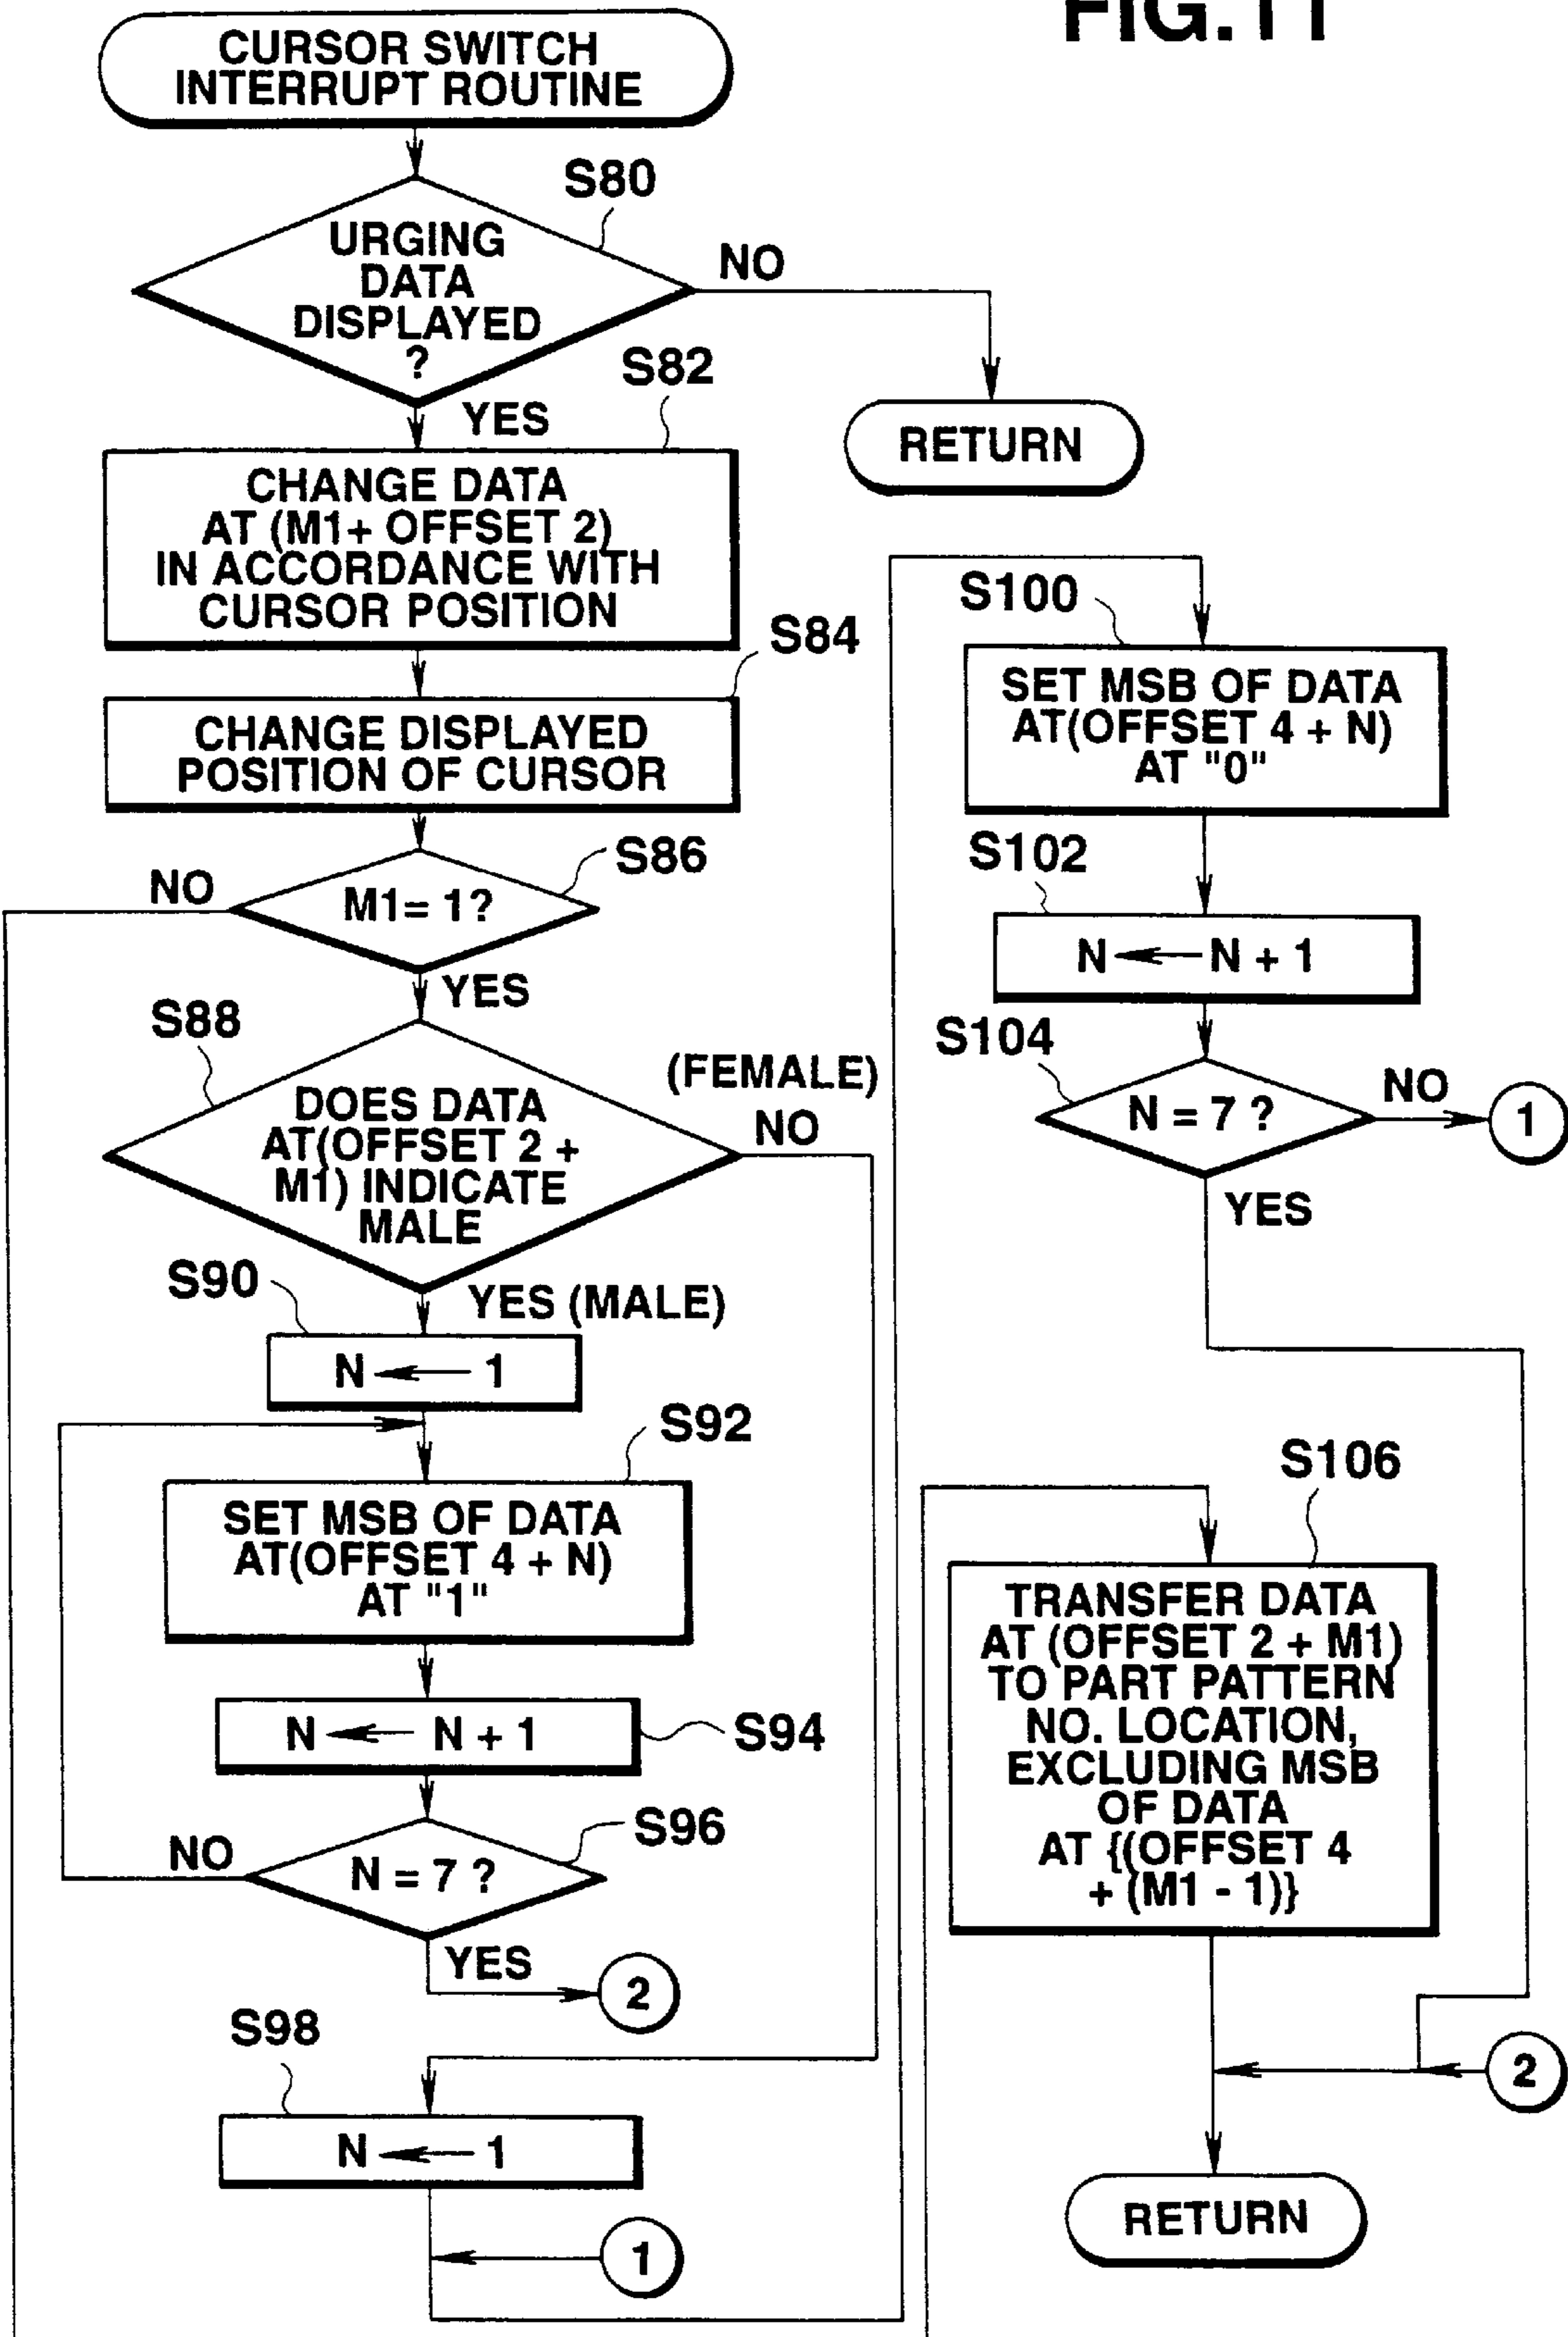 FIG.11
CURSOR SWITCH
INTERRUPT ROUTINE
S80
URGING
DATA
DISPLAYED
?
NO
RETURN
YES
S82
CHANGE DATA
AT (M1+ OFFSET 2)
IN ACCORDANCE WITH
CURSOR POSITION
S84
CHANGE DISPLAYED
POSITION OF CURSOR
S86
M1= 1?
NO
YES
S88
DOES DATA
AT(OFFSET 2 +
M1) INDICATE
MALE
(FEMALE)
NO
YES (MALE)
S90
N ← 1
S92
SET MSB OF DATA
AT(OFFSET 4 + N)
AT "1"
N ← N + 1
S94
S96
N = 7 ?
NO
YES
2
S98
N ← 1
1
S100
SET MSB OF DATA
AT(OFFSET 4 + N)
AT "0"
S102
N ← N + 1
S104
N = 7 ?
NO
1
YES
S106
TRANSFER DATA
AT (OFFSET 2 + M1)
TO PART PATTERN
NO. LOCATION,
EXCLUDING MSB
OF DATA
AT {(OFFSET 4
+ (M1 - 1)}
2
RETURN